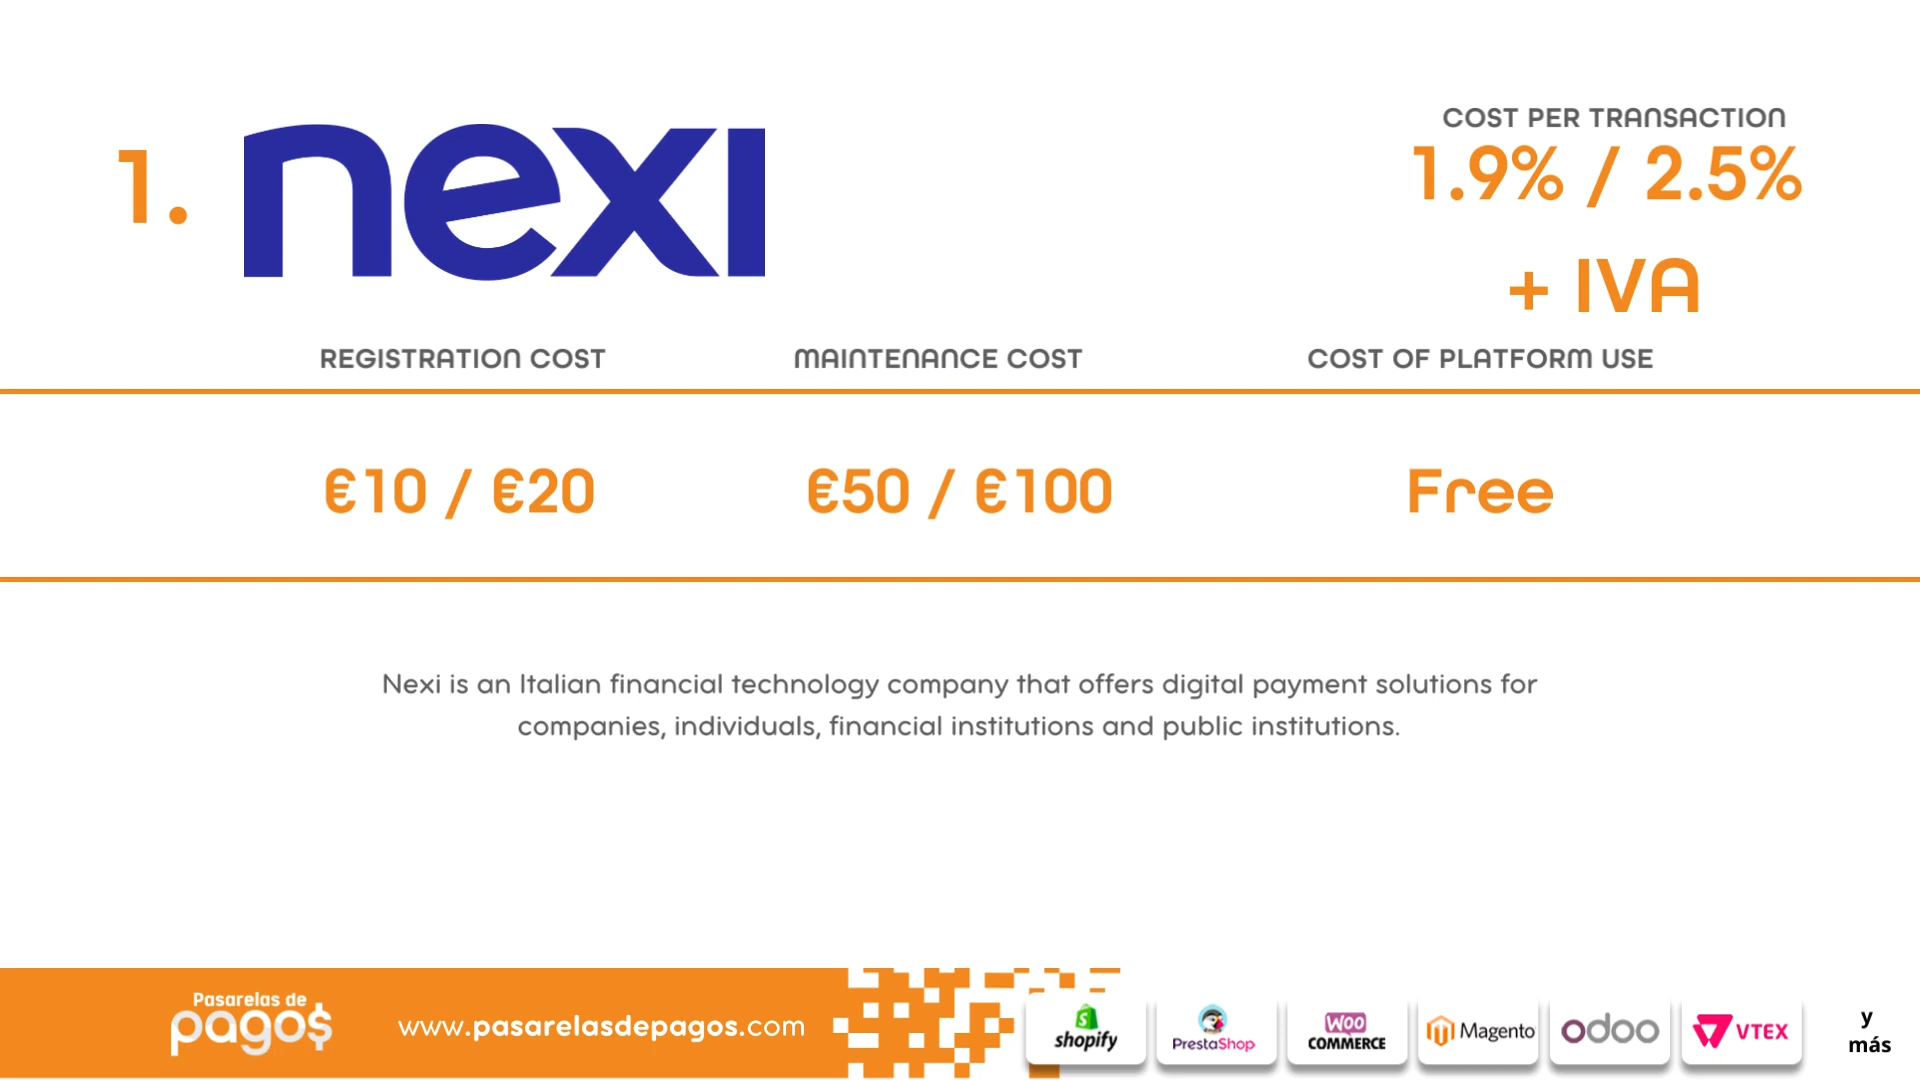 1. nexi
COST PER TRANSACTION
1.9% / 2.5%
+ IVA
REGISTRATION COST
MAINTENANCE COST
COST OF PLATFORM USE
€10 / €20
€50 / €100
Free
Nexi is an Italian financial technology company that offers digital payment solutions for
companies, individuals, financial institutions and public institutions.
Pasarelas de
pago$
www.pasarelasdepagos.com
shopify
PrestaShop
WOO
COMMERCE
Magento
odoo
VTEX
y
más